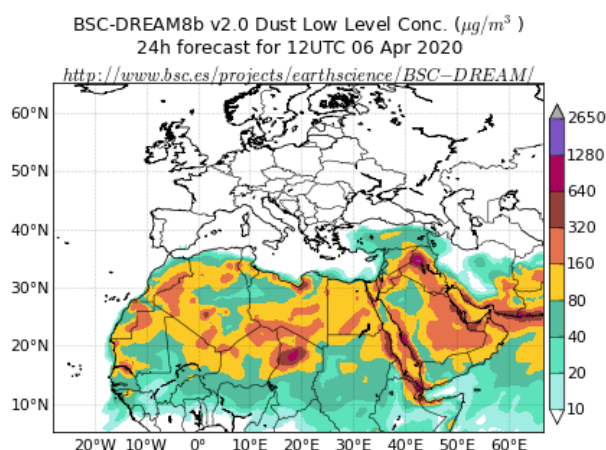 BSC-DREAM8b v2.0 Dust Low Level Conc. (μg/m³ )
24h forecast for 12UTC 06 Apr 2020
http://www.bsc.es/projects/earthscience/BSC−DREAM/
60°N
50°N
40°N
30°N
20°N
10°N
20°W 10°W 0° 10°E 20°E 30°E 40°E 50°E 60°E
2650
1280
640
320
160
80
40
20
10